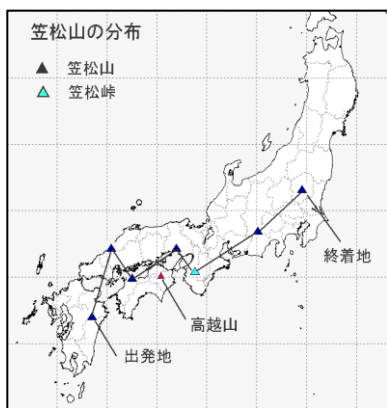 笠松山の分布
笠松山
笠松峠
終着地
高越山
出発地